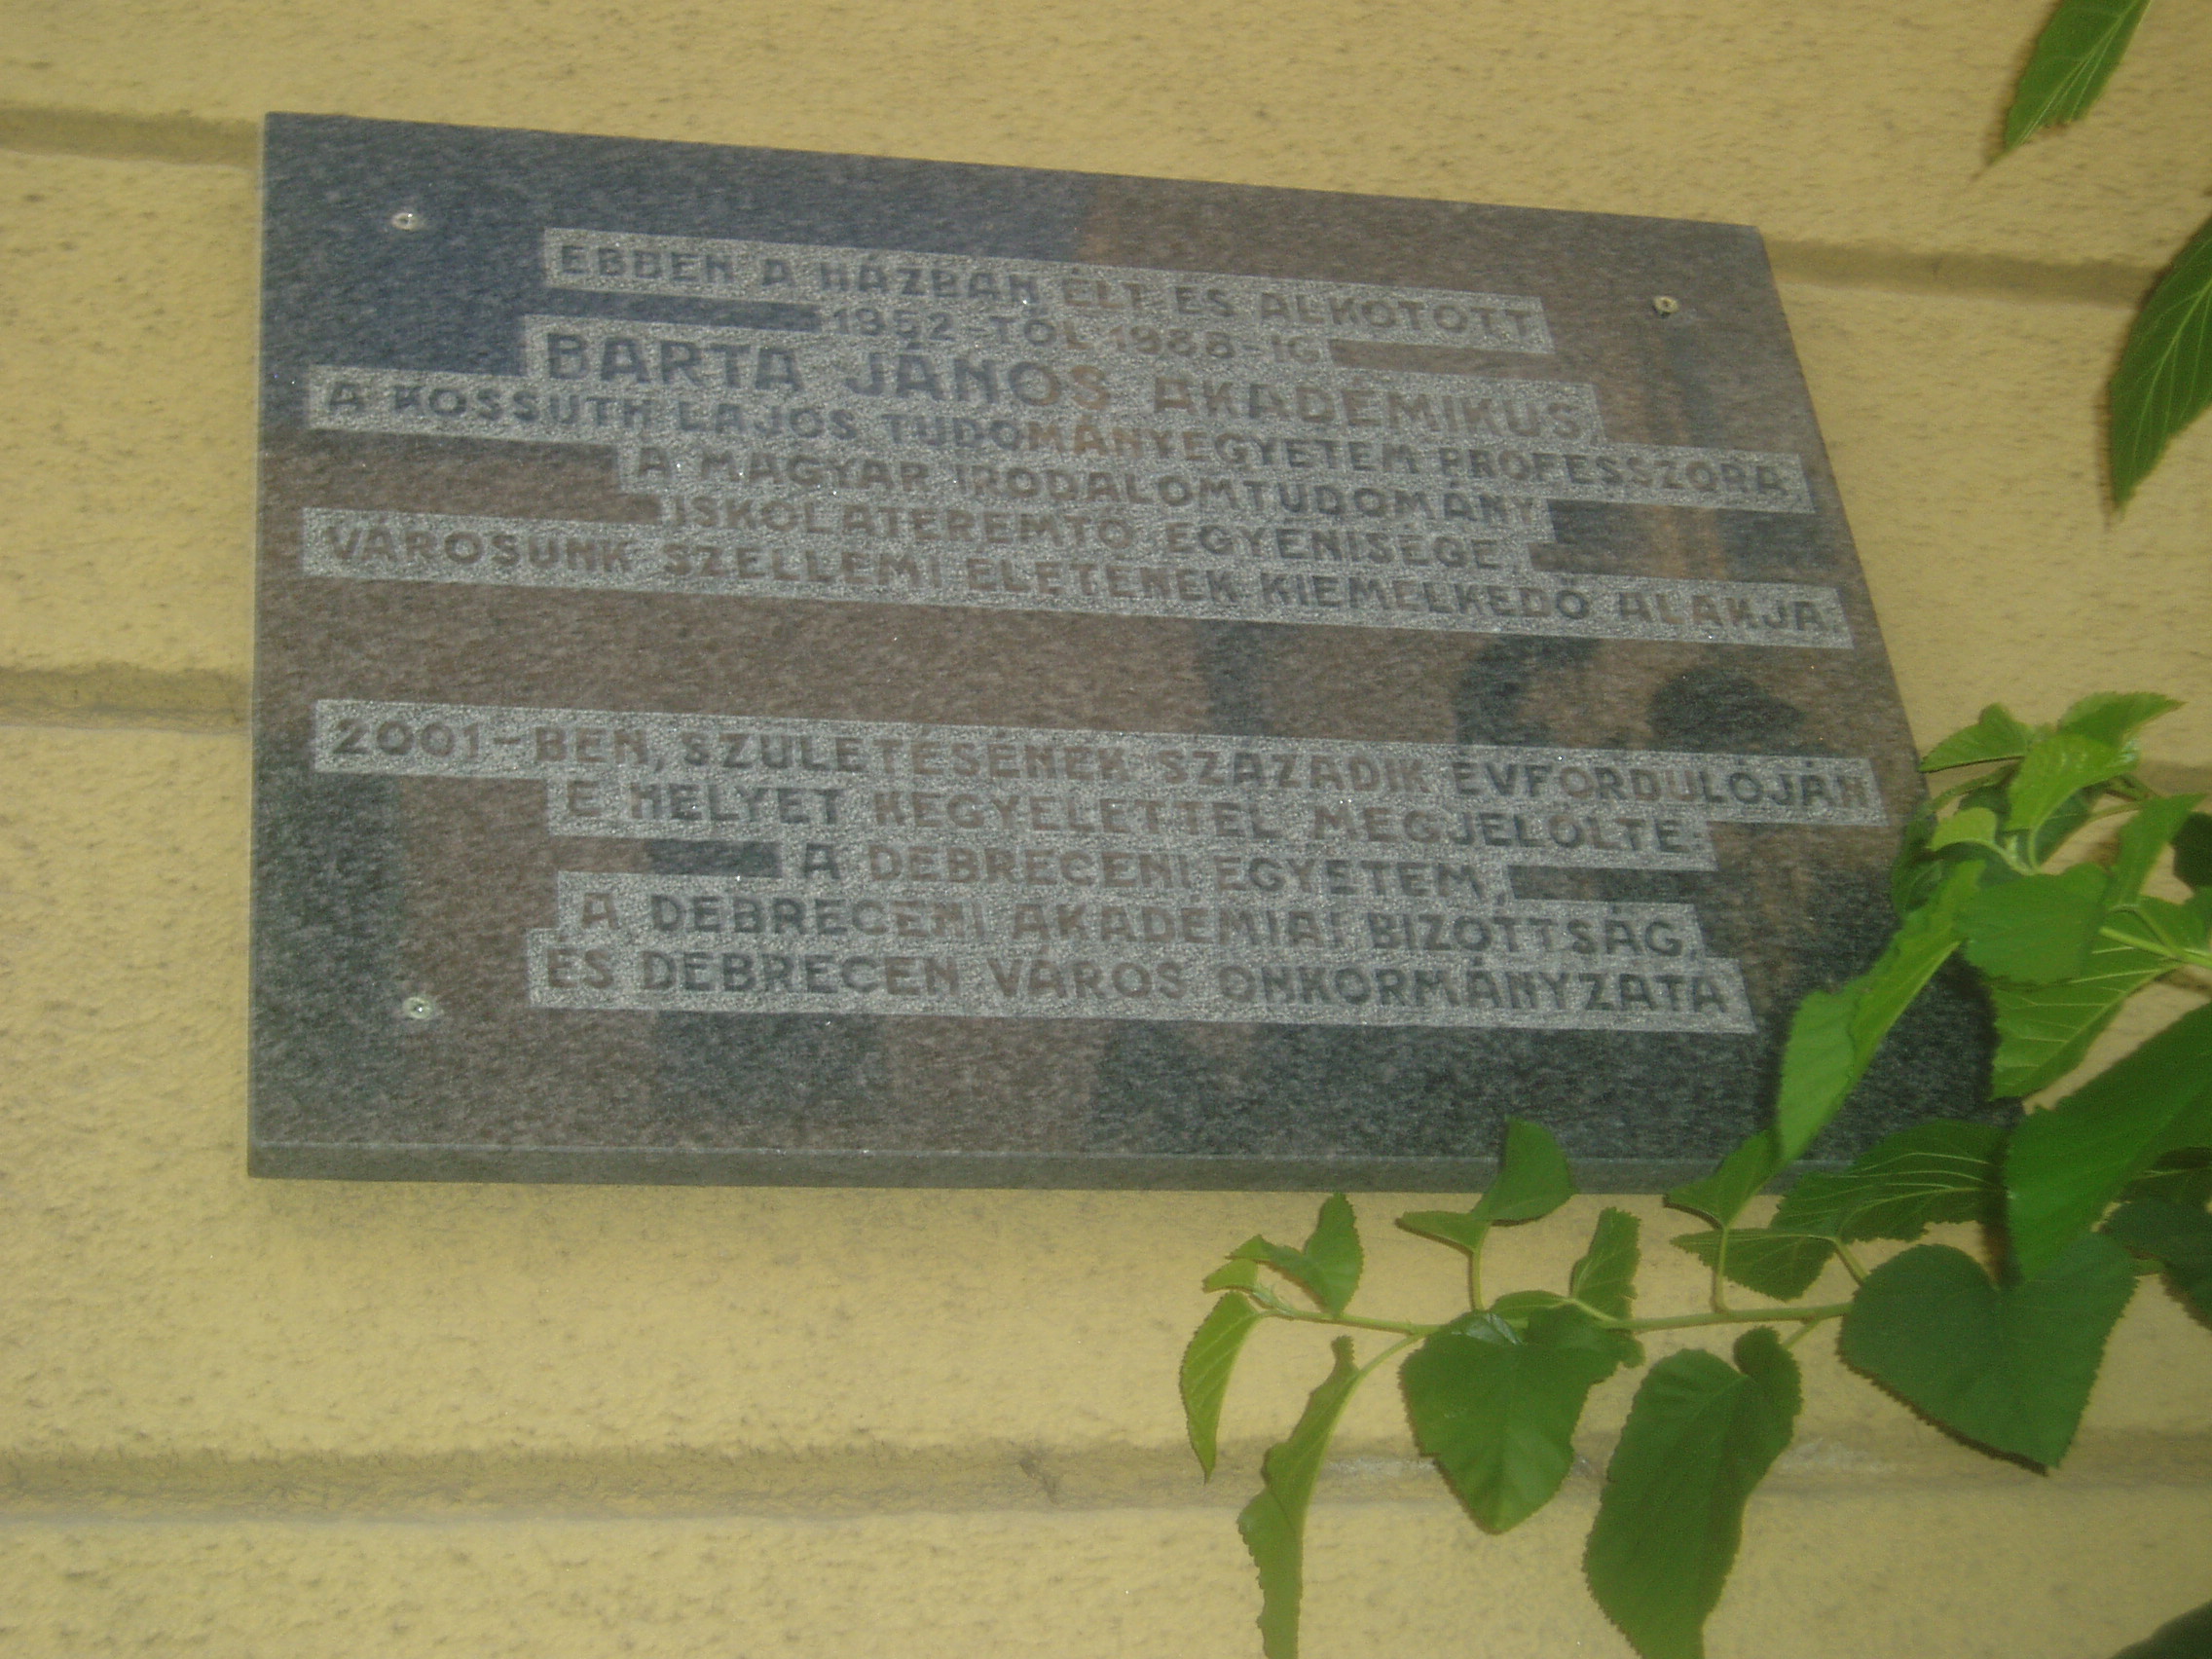 EBBEN A HÁZBAN ÉLT ÉS ALKOTOTT
1952-TŐL 1988-IG
BARTA JÁNOS AKADÉMIKUS,
A KOSSUTH LAJOS TUDOMÁNYEGYETEM PROFESSZORA,
A MAGYAR IRODALOMTUDOMÁNY
ISKOLATEREMTŐ EGYÉNISÉGE,
VÁROSUNK SZELLEMI ÉLETÉNEK KIEMELKEDŐ ALAKJA.
2001-BEN, SZÜLETÉSÉNEK SZÁZADIK ÉVFORDULÓJÁN
E HELYET KEGYELETTEL MEGJELÖLTE:
A DEBRECENI EGYETEM,
A DEBRECENI AKADÉMIAI BIZOTTSÁG,
ÉS DEBRECEN VÁROS ÖNKORMÁNYZATA